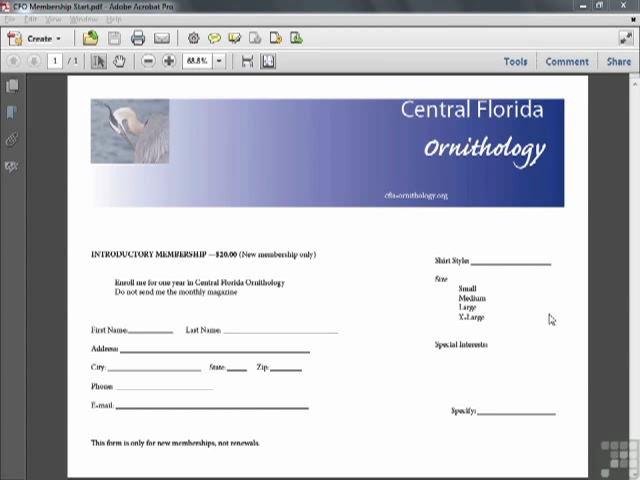 CFO Membership Start.pdf - Adobe Acrobat Pro
File Edit View Window Help
Create
1 / 1
68.8%
Tools Comment Share
Central Florida
Ornithology
cfla-ornithology.org
INTRODUCTORY MEMBERSHIP —$20.00 (New membership only)
Enroll me for one year in Central Florida Ornithology
Do not send me the monthly magazine
First Name: Last Name:
Address:
City: State: Zip:
Phone:
E-mail:
This form is only for new memberships, not renewals.
Shirt Style:
Size
Small
Medium
Large
X-Large
Special Interests:
Specify: